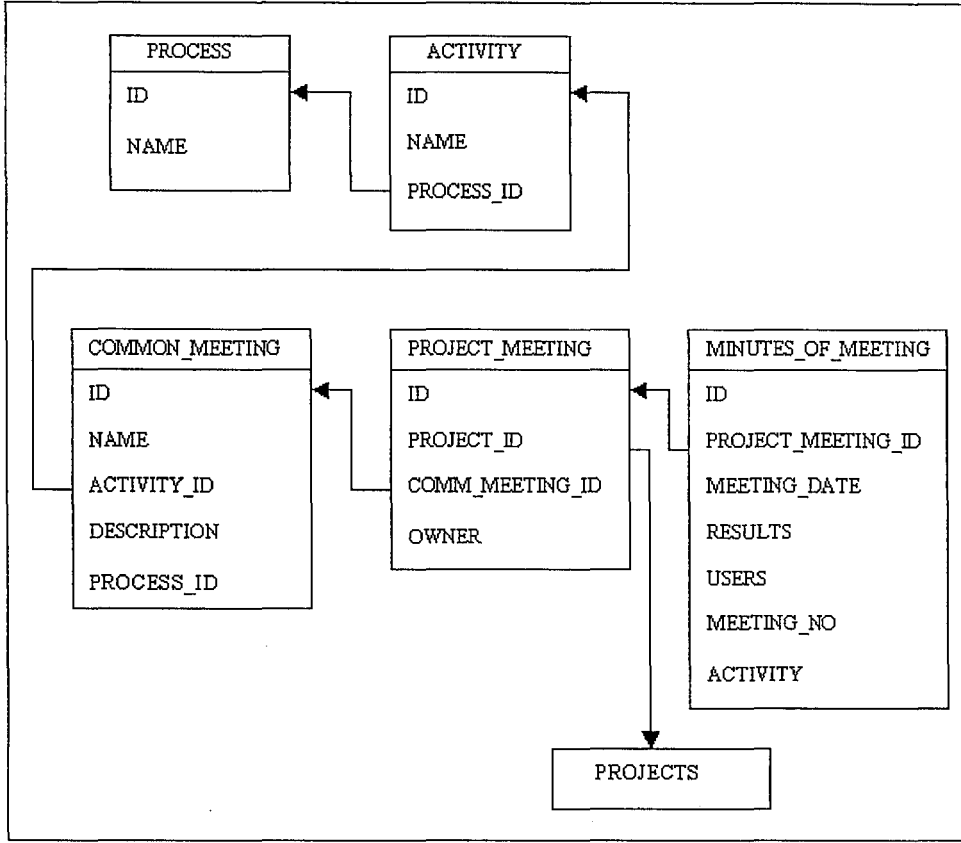 PROCESS
ID
NAME
ACTIVITY
ID
NAME
PROCESS_ID
COMMON_MEETING
ID
NAME
ACTIVITY_ID
DESCRIPTION
PROCESS_ID
PROJECT_MEETING
ID
PROJECT_ID
COMM_MEETING_ID
OWNER
MINUTES_OF_MEETING
ID
PROJECT_MEETING_ID
MEETING_DATE
RESULTS
USERS
MEETING_NO
ACTIVITY
PROJECTS